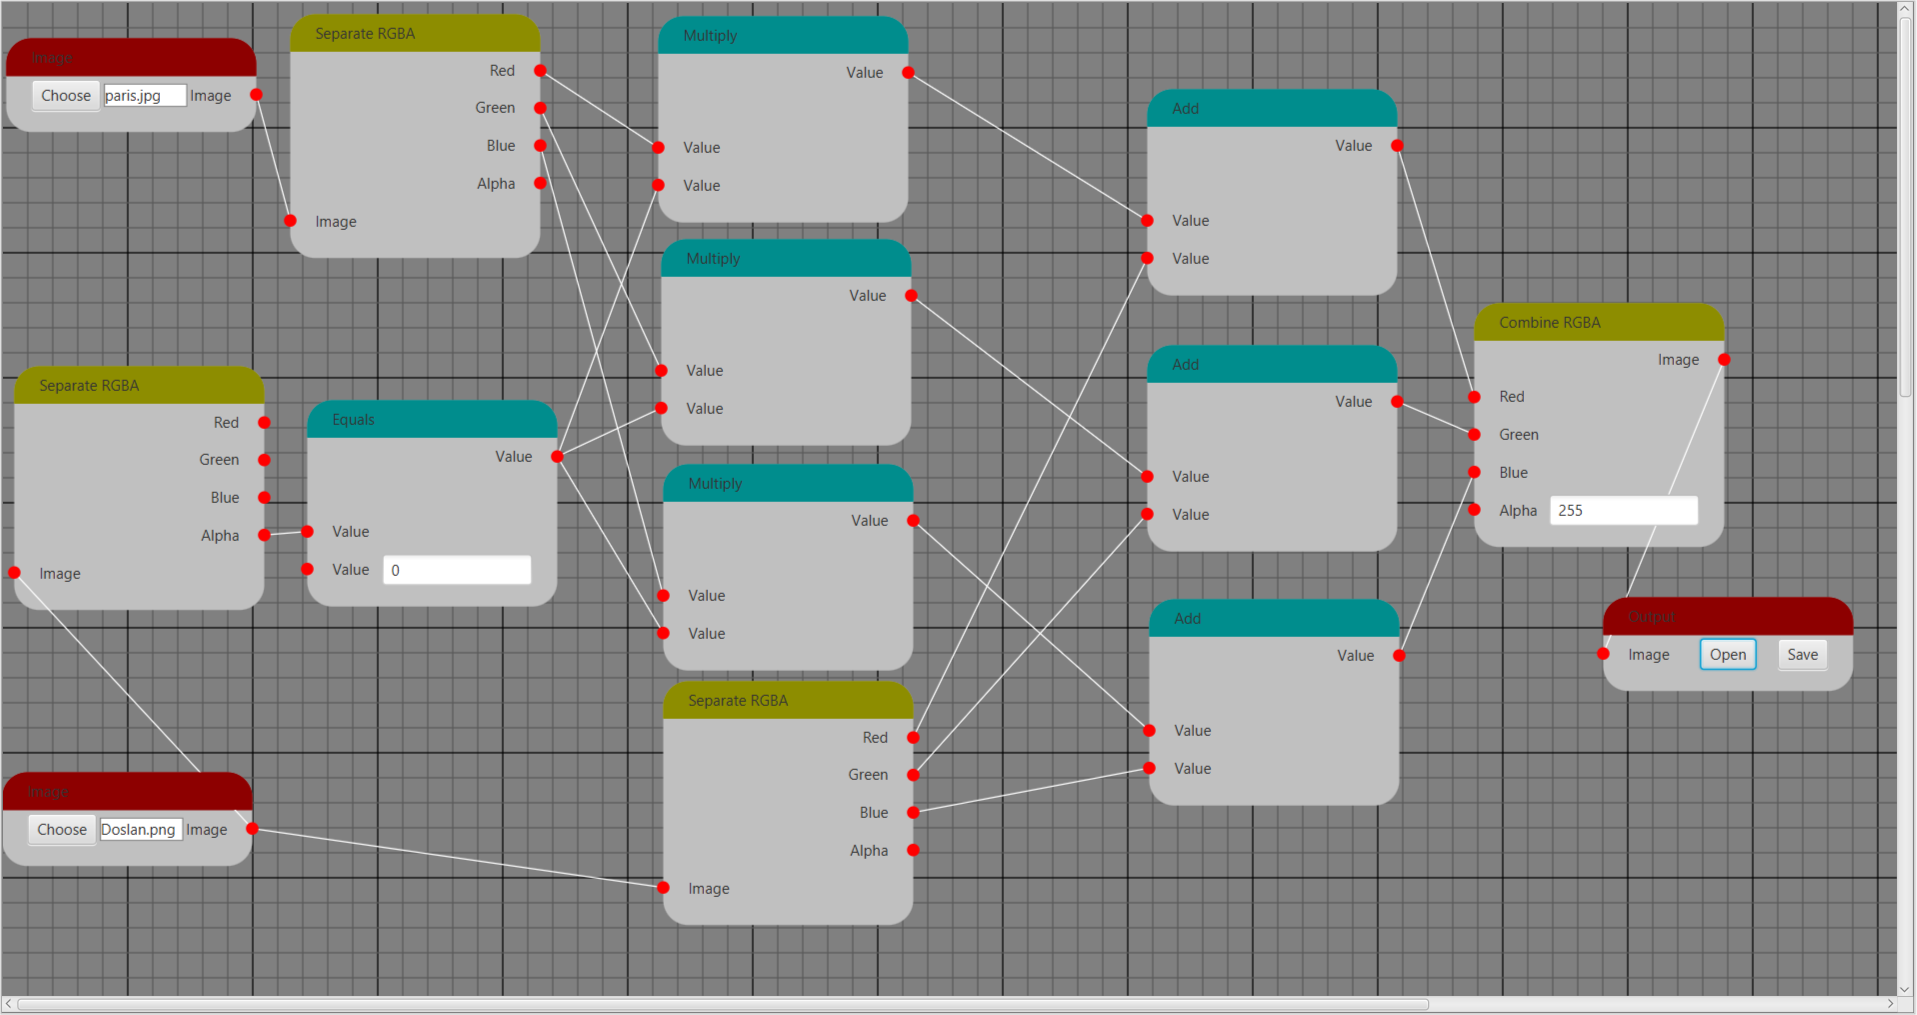 Image
Choose paris.jpg Image
Separate RGBA
Red
Green
Blue
Alpha
Image
Multiply
Value
Value
Value
Add
Value
Value
Value
Multiply
Value
Value
Value
Separate RGBA
Red
Green
Blue
Alpha
Image
Equals
Value
Value
Value 0
Multiply
Value
Value
Value
Add
Value
Value
Value
Combine RGBA
Image
Red
Green
Blue
Alpha 255
Add
Value
Value
Value
Output
Image Open Save
Separate RGBA
Red
Green
Blue
Alpha
Image
Image
Choose Doslan.png Image